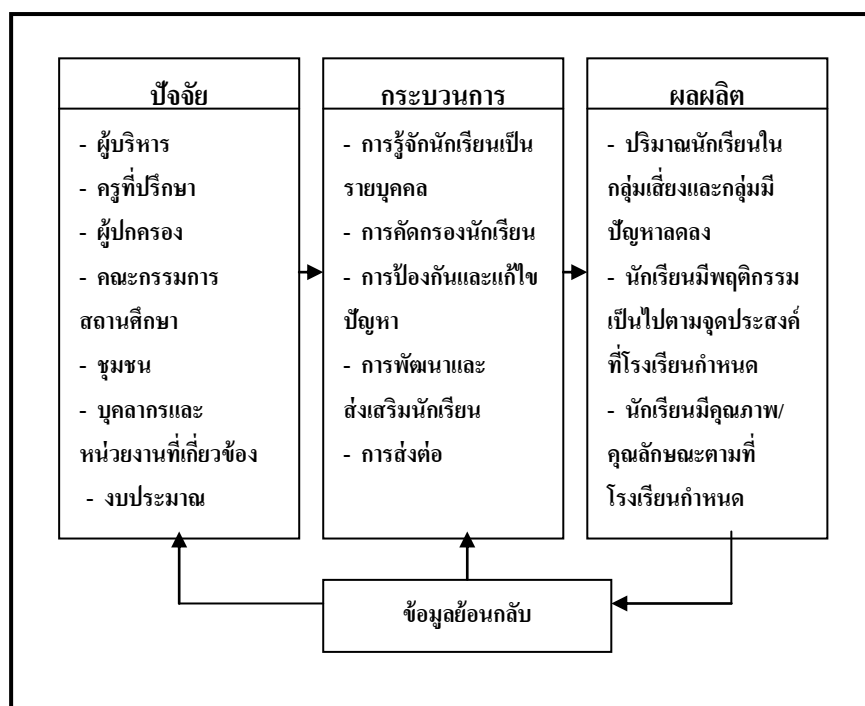 ปัจจัย
- ผู้บริหาร
- ครูที่ปรึกษา
- ผู้ปกครอง
- คณะกรรมการ
สถานศึกษา
- ชุมชน
- บุคลากรและ
หน่วยงานที่เกี่ยวข้อง
- งบประมาณ
กระบวนการ
- การรู้จักนักเรียนเป็น
รายบุคคล
- การคัดกรองนักเรียน
- การป้องกันและแก้ไข
ปัญหา
- การพัฒนาและ
ส่งเสริมนักเรียน
- การส่งต่อ
ผลผลิต
- ปริมาณนักเรียนใน
กลุ่มเสี่ยงและกลุ่มมี
ปัญหาลดลง
- นักเรียนมีพฤติกรรม
เป็นไปตามจุดประสงค์
ที่โรงเรียนกำหนด
- นักเรียนมีคุณภาพ/
คุณลักษณะตามที่
โรงเรียนกำหนด
ข้อมูลย้อนกลับ